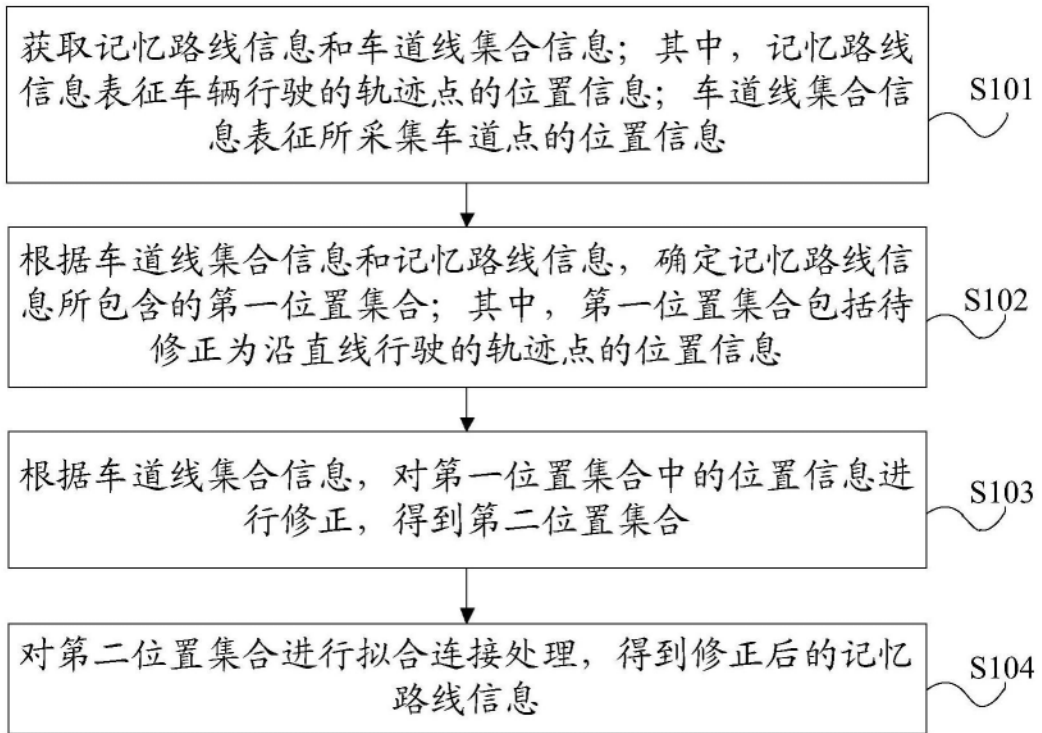 获取记忆路线信息和车道线集合信息；其中，记忆路线
信息表征车辆行驶的轨迹点的位置信息；车道线集合信
息表征所采集车道点的位置信息
S101
根据车道线集合信息和记忆路线信息，确定记忆路线信
息所包含的第一位置集合；其中，第一位置集合包括待
修正为沿直线行驶的轨迹点的位置信息
S102
根据车道线集合信息，对第一位置集合中的位置信息进
行修正，得到第二位置集合
S103
对第二位置集合进行拟合连接处理，得到修正后的记忆
路线信息
S104